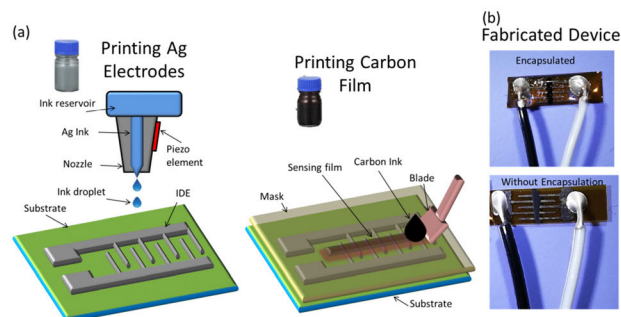 (a)
Printing Ag
Electrodes
Ink reservoir
Ag Ink
Piezo
element
Nozzle
Ink droplet
IDE
Substrate
Printing Carbon
Film
Carbon Ink
Sensing film
Blade
Mask
Substrate
(b)
Fabricated Device
Encapsulated
Without Encapsulation